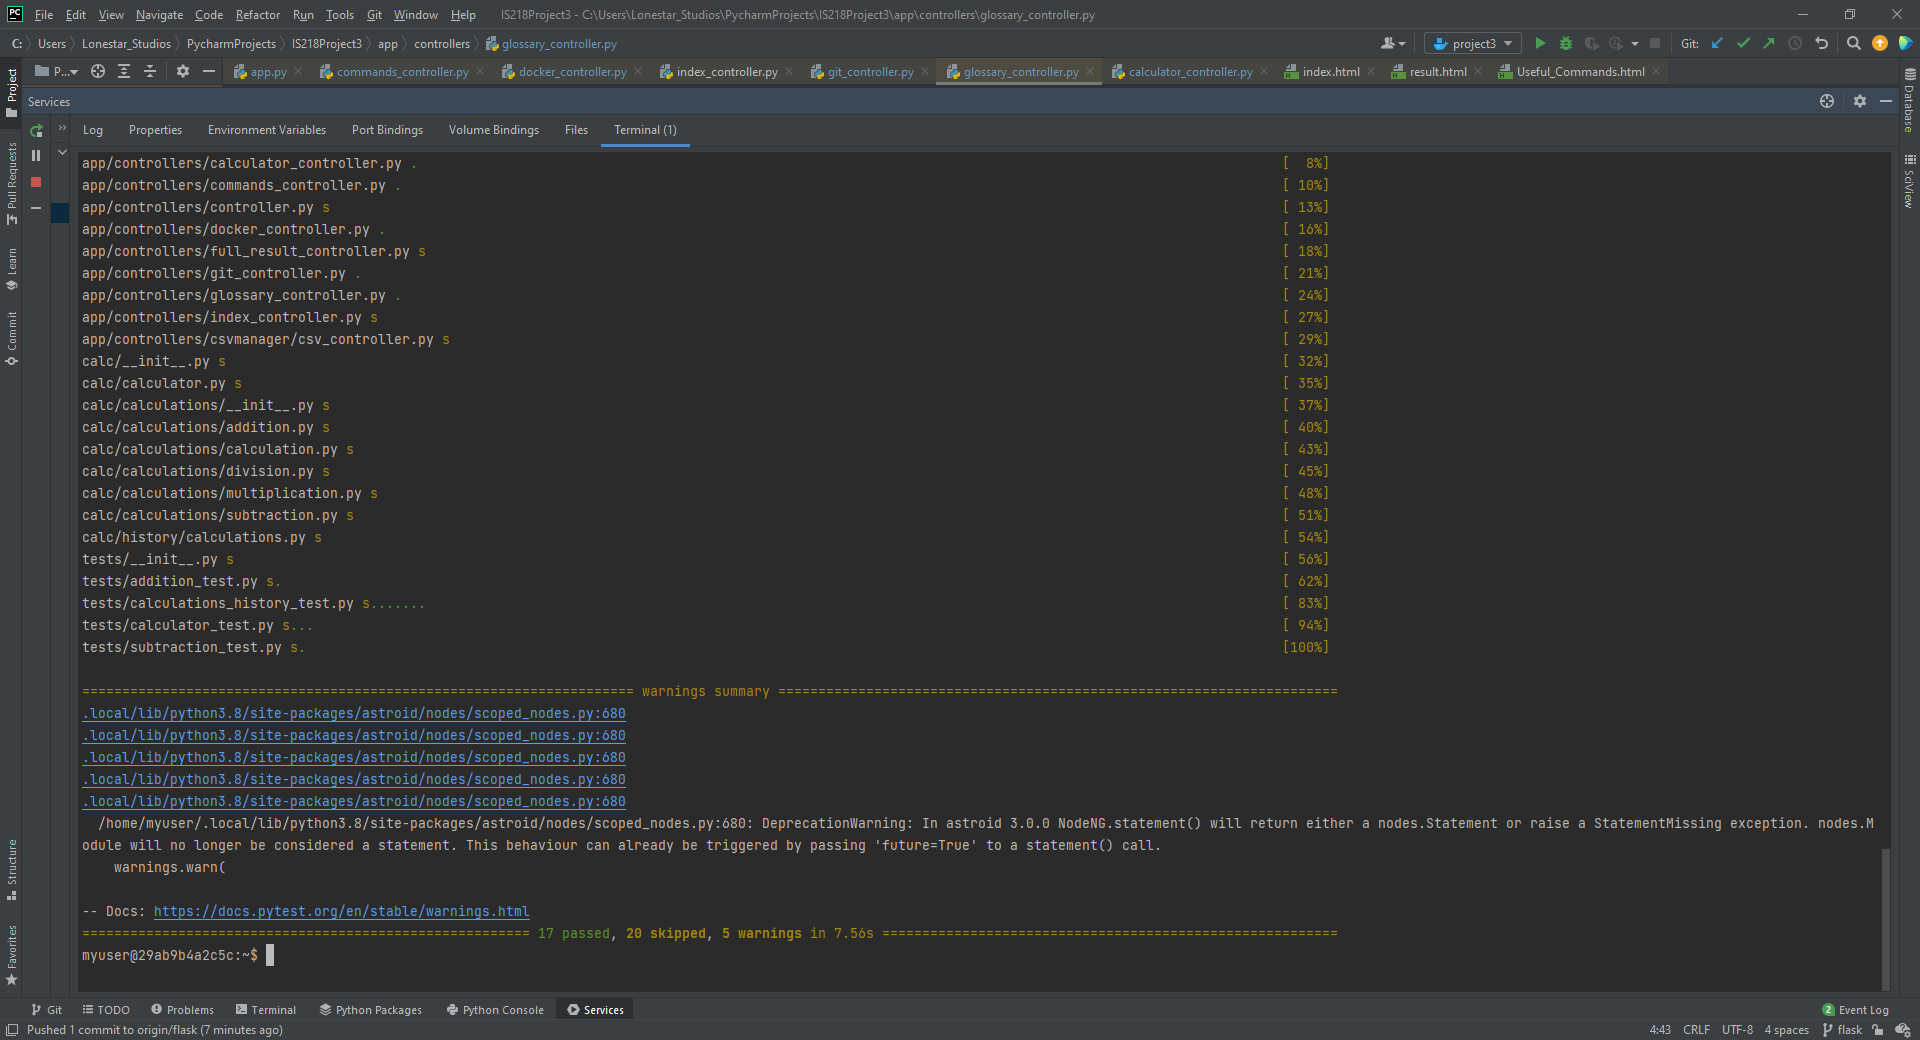 PC File Edit View Navigate Code Refactor Run Tools Git Window Help IS218Project3 - C:\Users\Lonestar_Studios\PycharmProjects\IS218Project3\app\controllers\glossary_controller.py
C: Users Lonestar_Studios PycharmProjects IS218Project3 app controllers glossary_controller.py project3 Git:
P... app.py commands_controller.py docker_controller.py index_controller.py git_controller.py glossary_controller.py calculator_controller.py index.html result.html Useful_Commands.html
Services
Log Properties Environment Variables Port Bindings Volume Bindings Files Terminal (1)
app/controllers/calculator_controller.py . [  8%]
app/controllers/commands_controller.py . [ 10%]
app/controllers/controller.py s [ 13%]
app/controllers/docker_controller.py . [ 16%]
app/controllers/full_result_controller.py s [ 18%]
app/controllers/git_controller.py . [ 21%]
app/controllers/glossary_controller.py . [ 24%]
app/controllers/index_controller.py s [ 27%]
app/controllers/csvmanager/csv_controller.py s [ 29%]
calc/__init__.py s [ 32%]
calc/calculator.py s [ 35%]
calc/calculations/__init__.py s [ 37%]
calc/calculations/addition.py s [ 40%]
calc/calculations/calculation.py s [ 43%]
calc/calculations/division.py s [ 45%]
calc/calculations/multiplication.py s [ 48%]
calc/calculations/subtraction.py s [ 51%]
calc/history/calculations.py s [ 54%]
tests/__init__.py s [ 56%]
tests/addition_test.py s. [ 62%]
tests/calculations_history_test.py s....... [ 83%]
tests/calculator_test.py s... [ 94%]
tests/subtraction_test.py s. [100%]
===================================================================== warnings summary ======================================================================
.local/lib/python3.8/site-packages/astroid/nodes/scoped_nodes.py:680
.local/lib/python3.8/site-packages/astroid/nodes/scoped_nodes.py:680
.local/lib/python3.8/site-packages/astroid/nodes/scoped_nodes.py:680
.local/lib/python3.8/site-packages/astroid/nodes/scoped_nodes.py:680
.local/lib/python3.8/site-packages/astroid/nodes/scoped_nodes.py:680
/home/myuser/.local/lib/python3.8/site-packages/astroid/nodes/scoped_nodes.py:680: DeprecationWarning: In astroid 3.0.0 NodeNG.statement() will return either a nodes.Statement or raise a StatementMissing exception. nodes.M
odule will no longer be considered a statement. This behaviour can already be triggered by passing 'future=True' to a statement() call.
warnings.warn(
-- Docs: https://docs.pytest.org/en/stable/warnings.html
======================================================== 17 passed, 20 skipped, 5 warnings in 7.56s =========================================================
myuser@29ab9b4a2c5c:~$
Project
Pull Requests
Learn
Commit
Structure
Favorites
Database
SciView
Git TODO Problems Terminal Python Packages Python Console Services 2 Event Log
Pushed 1 commit to origin/flask (7 minutes ago) 4:43 CRLF UTF-8 4 spaces flask